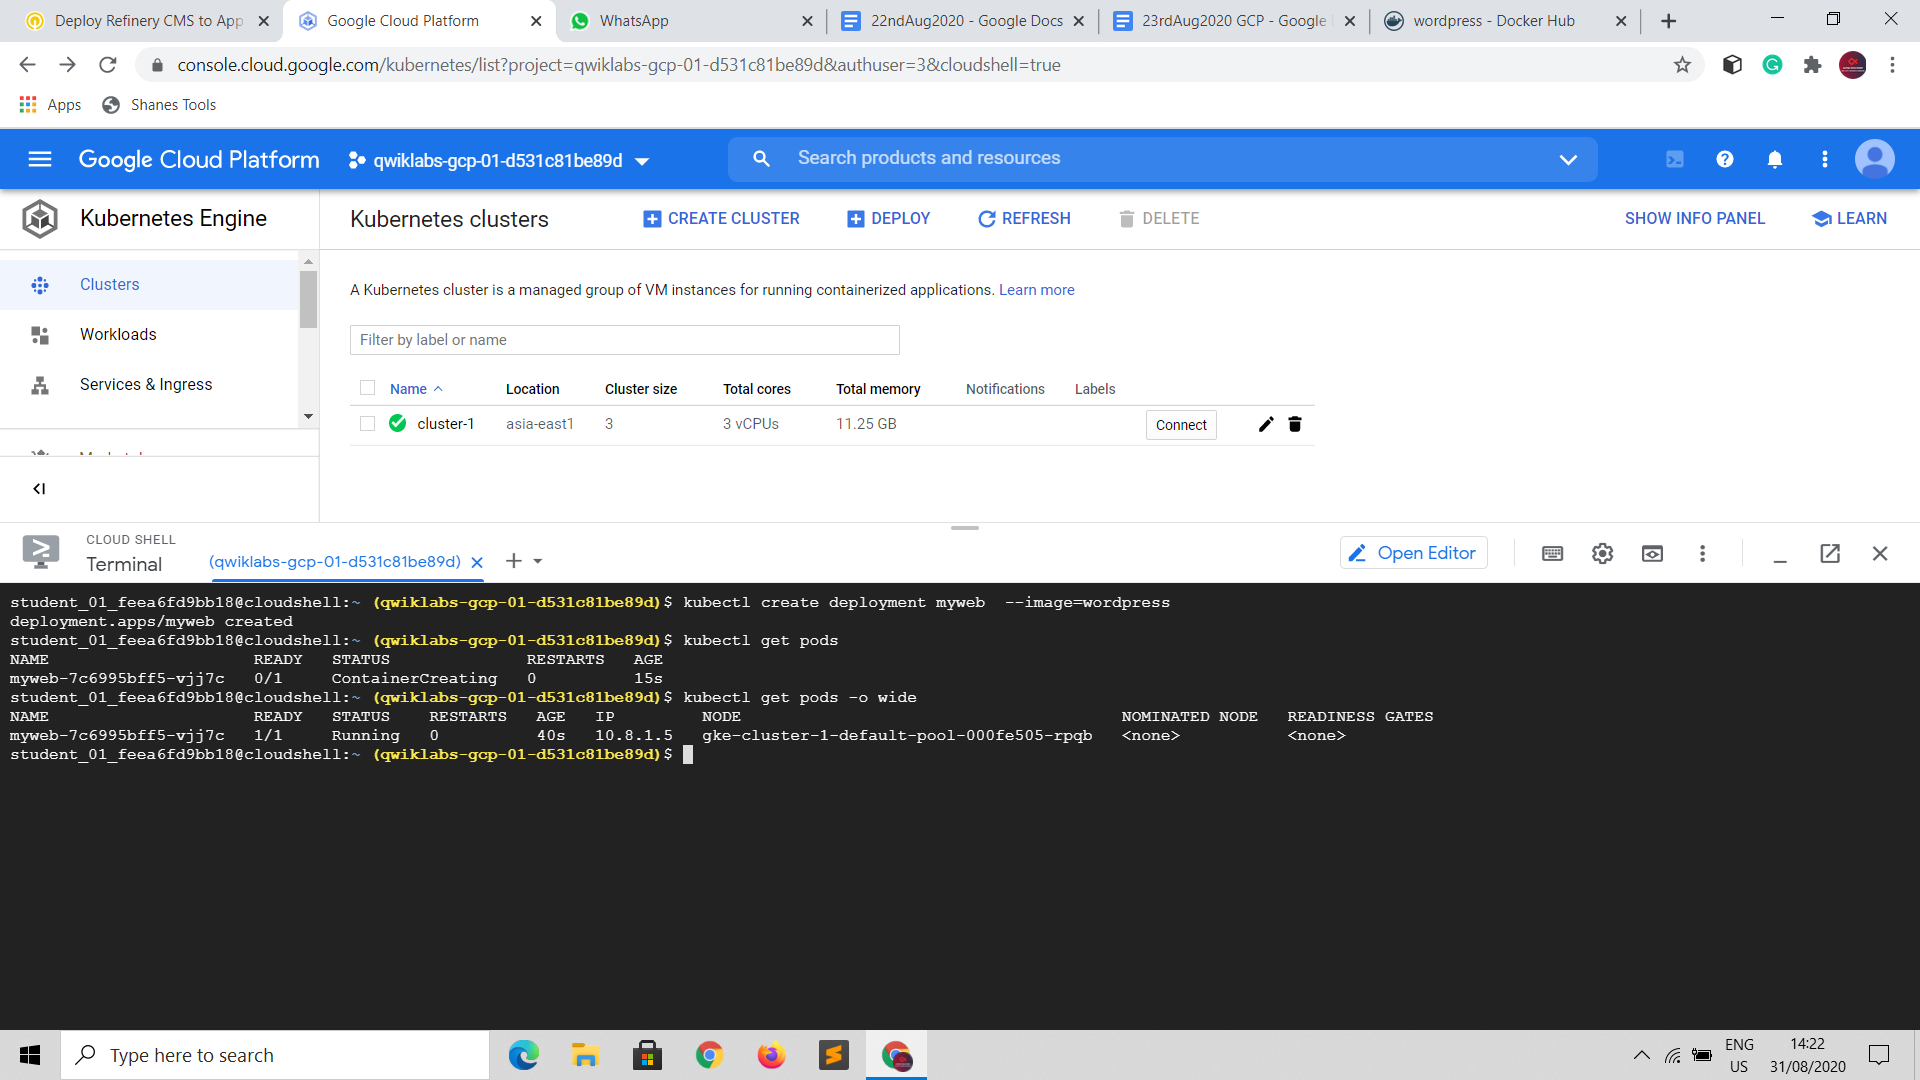 Deploy Refinery CMS to App
Google Cloud Platform
WhatsApp
22ndAug2020 - Google Docs
23rdAug2020 GCP - Google
wordpress - Docker Hub
console.cloud.google.com/kubernetes/list?project=qwiklabs-gcp-01-d531c81be89d&authuser=3&cloudshell=true
Apps
Shanes Tools
Google Cloud Platform
qwiklabs-gcp-01-d531c81be89d
Search products and resources
Kubernetes Engine
Kubernetes clusters
CREATE CLUSTER
DEPLOY
REFRESH
DELETE
SHOW INFO PANEL
LEARN
Clusters
Workloads
Services & Ingress
A Kubernetes cluster is a managed group of VM instances for running containerized applications. Learn more
Filter by label or name
Name Location Cluster size Total cores Total memory Notifications Labels
cluster-1 asia-east1 3 3 vCPUs 11.25 GB Connect
CLOUD SHELL
Terminal
(qwiklabs-gcp-01-d531c81be89d)
Open Editor
student_01_feea6fd9bb18@cloudshell:~ (qwiklabs-gcp-01-d531c81be89d)$ kubectl create deployment myweb  --image=wordpress
deployment.apps/myweb created
student_01_feea6fd9bb18@cloudshell:~ (qwiklabs-gcp-01-d531c81be89d)$ kubectl get pods
NAME READY STATUS RESTARTS AGE
myweb-7c6995bff5-vjj7c 0/1 ContainerCreating 0 15s
student_01_feea6fd9bb18@cloudshell:~ (qwiklabs-gcp-01-d531c81be89d)$ kubectl get pods -o wide
NAME READY STATUS RESTARTS AGE IP NODE NOMINATED NODE READINESS GATES
myweb-7c6995bff5-vjj7c 1/1 Running 0 40s 10.8.1.5 gke-cluster-1-default-pool-000fe505-rpqb <none> <none>
student_01_feea6fd9bb18@cloudshell:~ (qwiklabs-gcp-01-d531c81be89d)$
Type here to search
ENG
US
14:22
31/08/2020